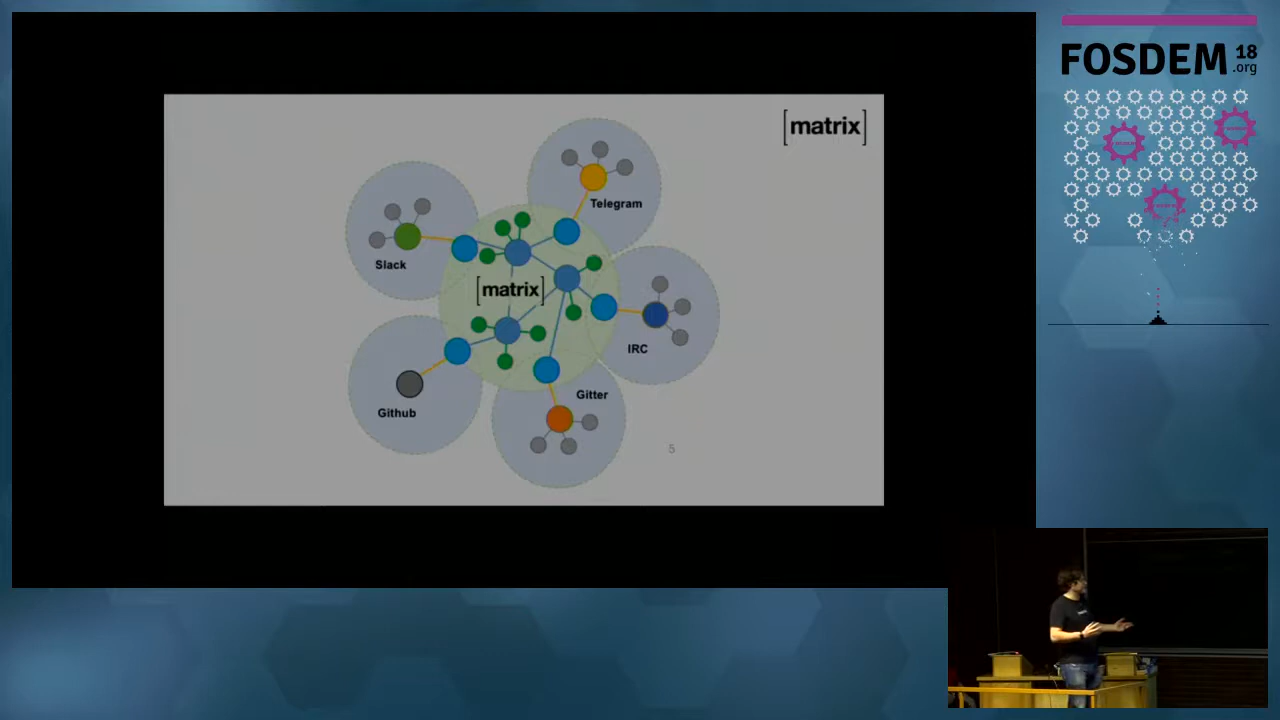 [matrix]
Telegram
Slack
[matrix]
IRC
Gitter
Github
5
FOSDEM 18
.org